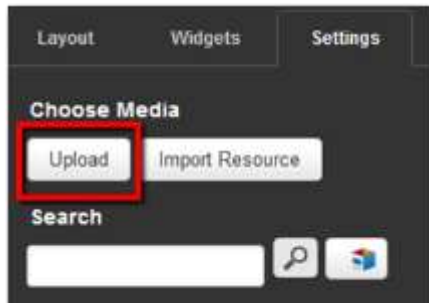 Layout Widgets Settings
Choose Media
Upload Import Resource
Search